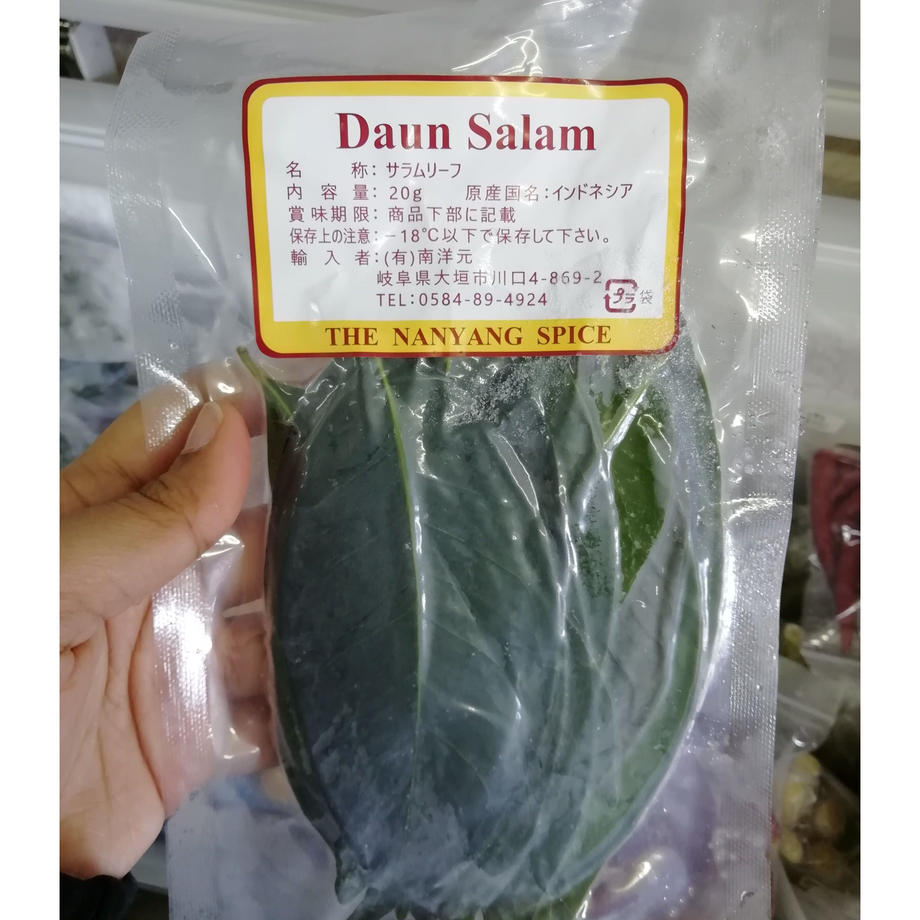 Daun Salam
名 称: サラムリーフ
内 容 量: 20g 原産国名:インドネシア
賞味期限: 商品下部に記載
保存上の注意:-18℃以下で保存して下さい。
輸 入 者:(有)南洋元
岐阜県大垣市川口4-869-2
TEL:0584-89-4924
プラ 袋
THE NANYANG SPICE